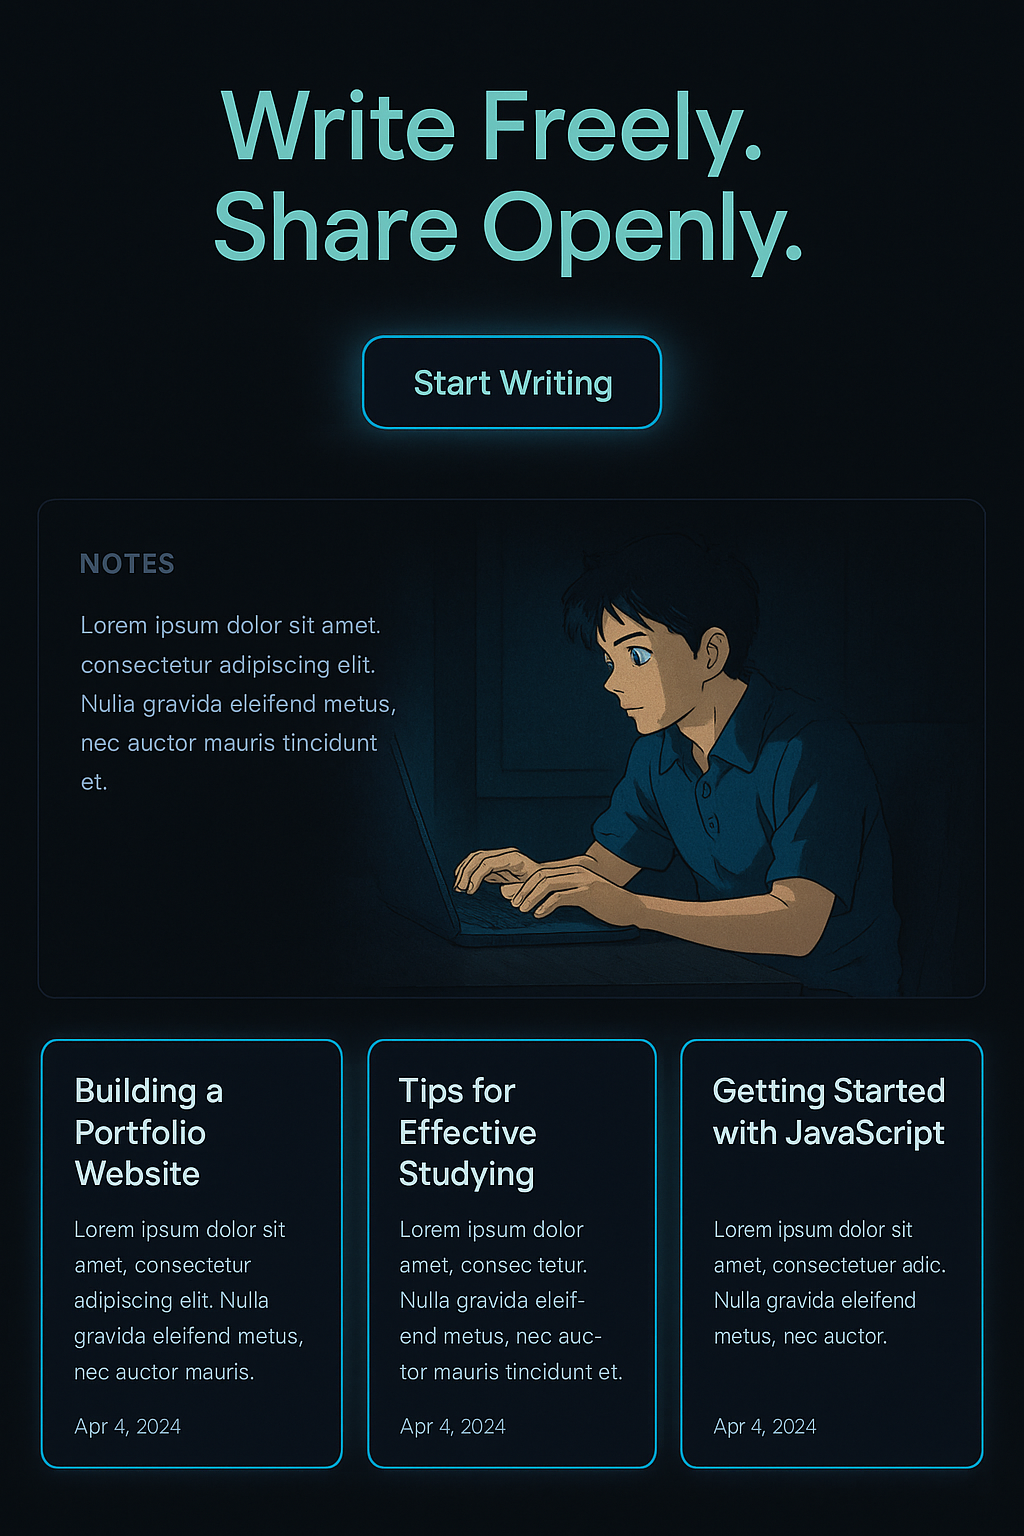 Write Freely.
Share Openly.
Start Writing
NOTES
Lorem ipsum dolor sit amet.
consectetur adipiscing elit.
Nulia gravida eleifend metus,
nec auctor mauris tincidunt
et.
Building a
Portfolio
Website
Lorem ipsum dolor sit
amet, consectetur
adipiscing elit. Nulla
gravida eleifend metus,
nec auctor mauris.
Apr 4, 2024
Tips for
Effective
Studying
Lorem ipsum dolor
amet, consec tetur.
Nulla gravida eleif-
end metus, nec auc-
tor mauris tincidunt et.
Apr 4, 2024
Getting Started
with JavaScript
Lorem ipsum dolor sit
amet, consectetuer adic.
Nulla gravida eleifend
metus, nec auctor.
Apr 4, 2024